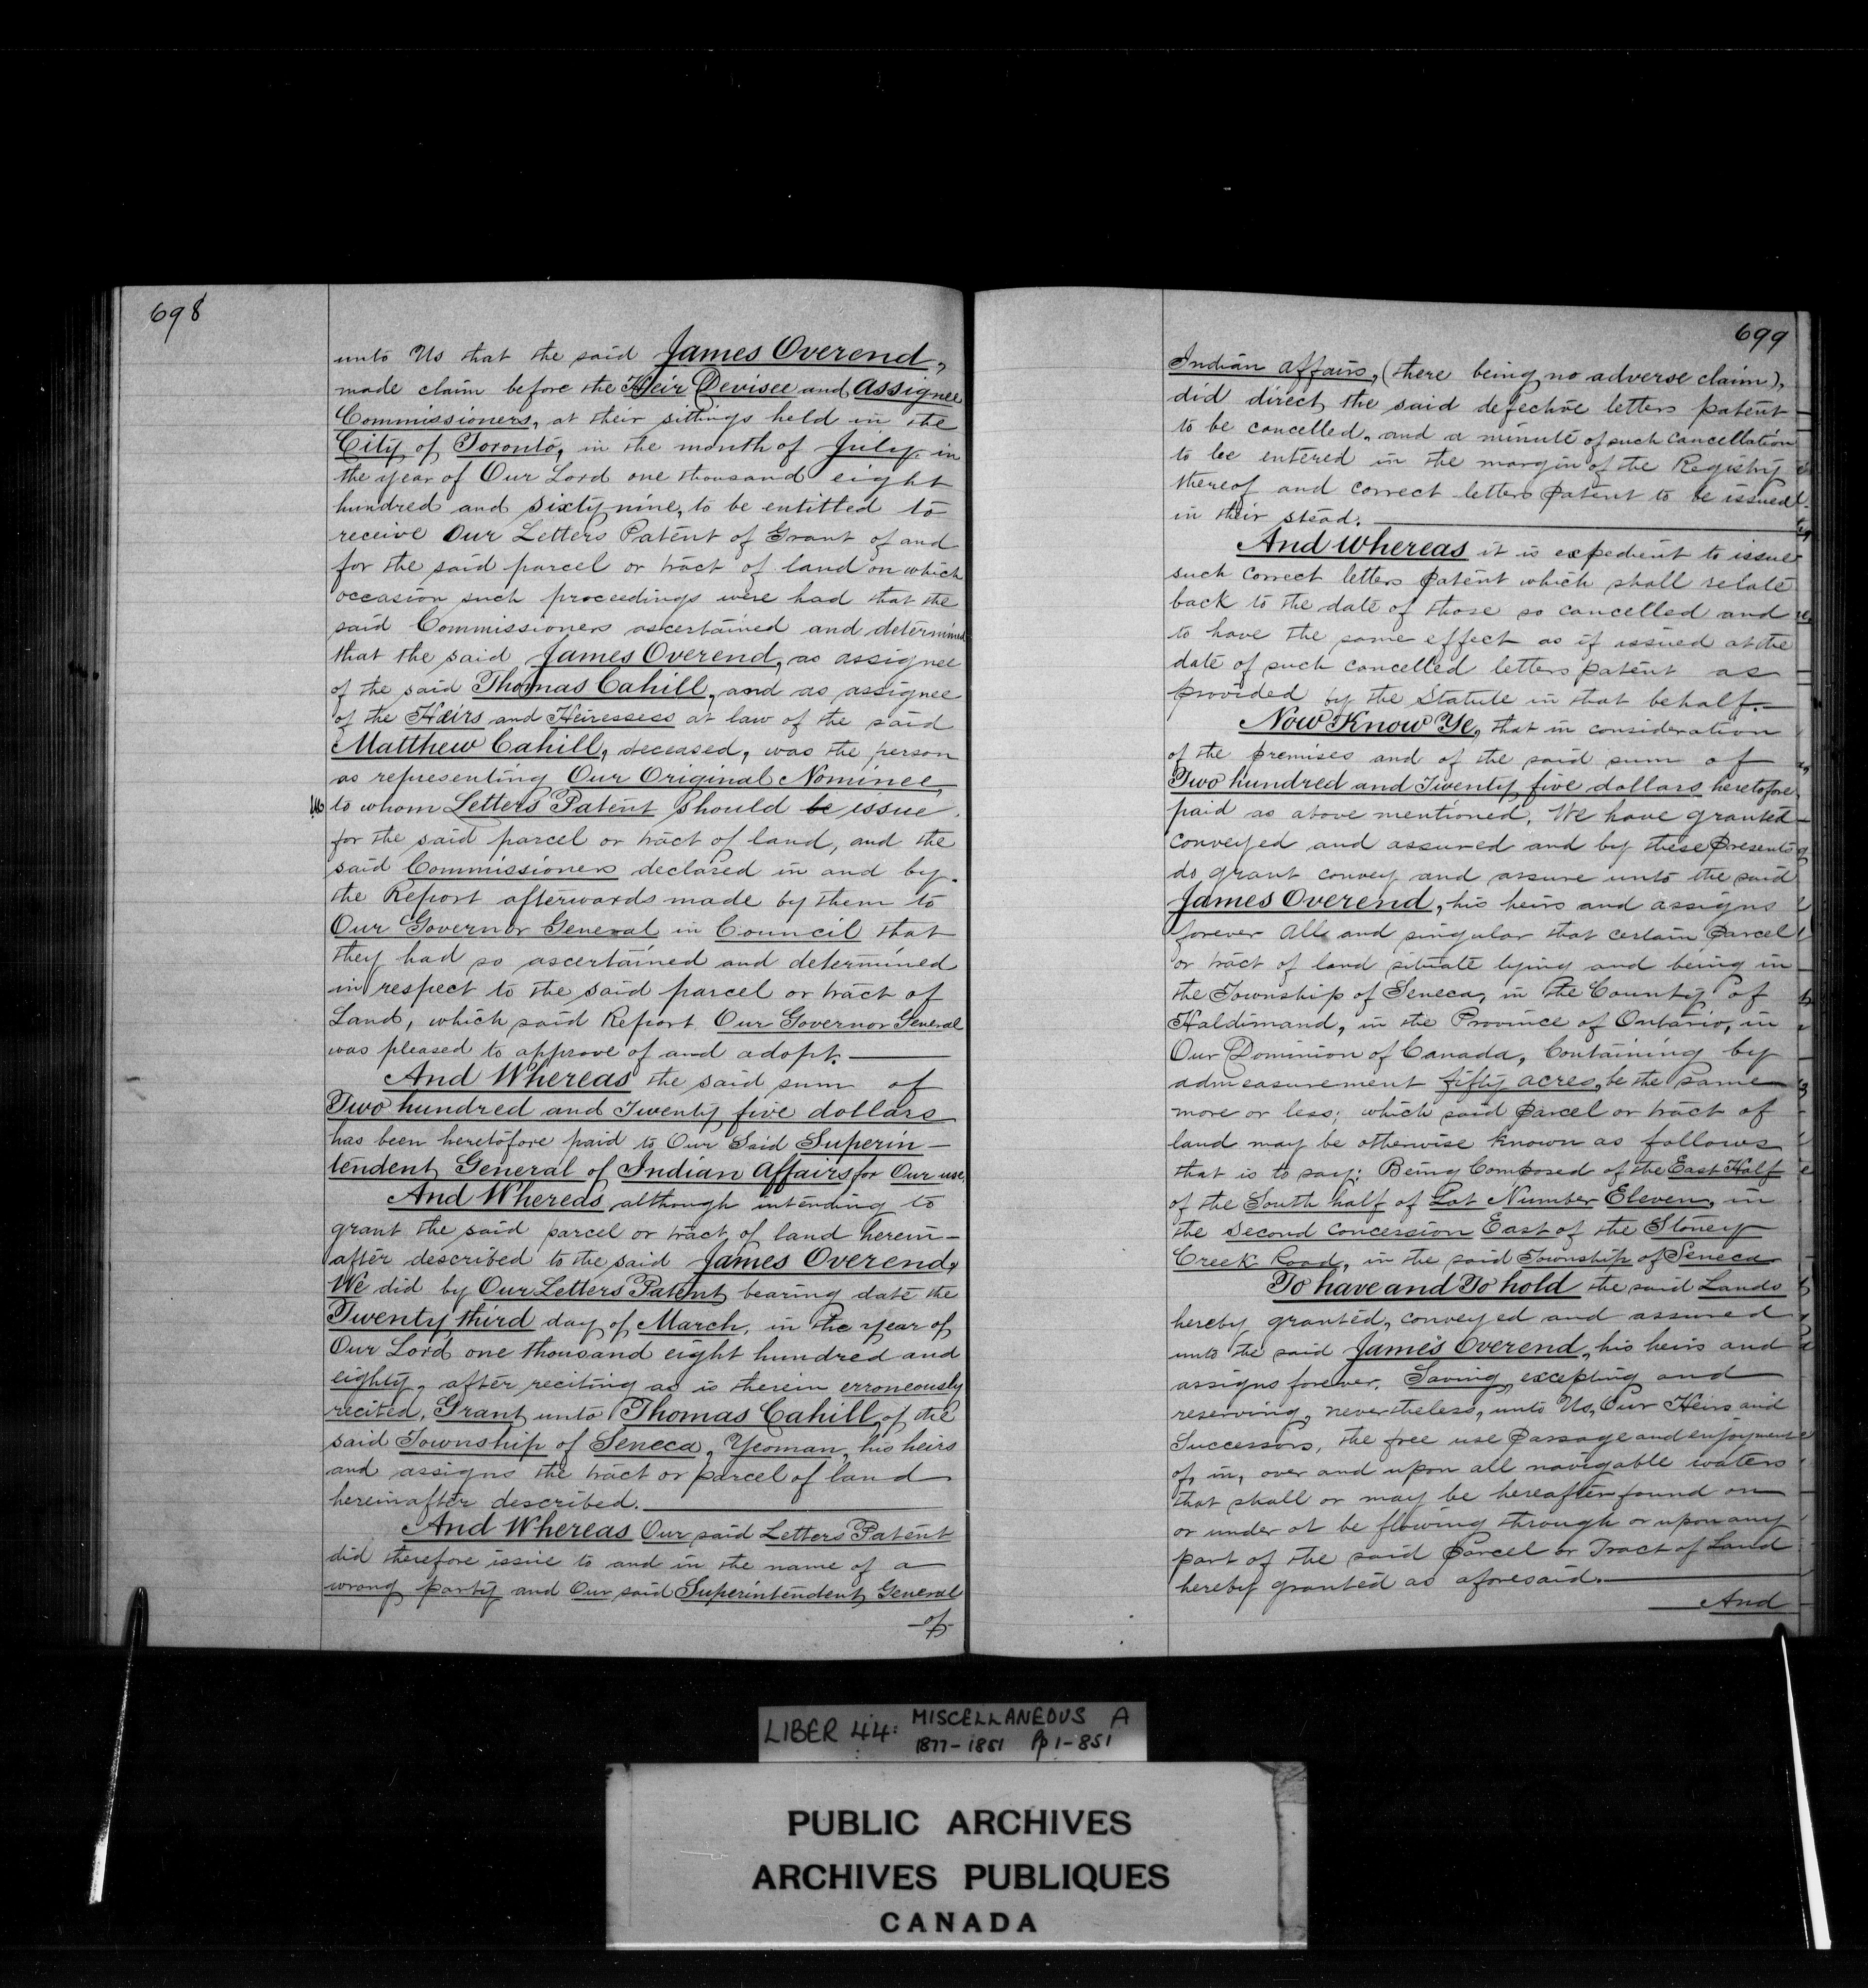 698
unto Us that the said James Overend,
made claim before the Heir Devisee and Assignee
Commissioners, at their sittings held in the
City of Toronto, in the month of July in
the year of Our Lord one thousand eight
hundred and sixty nine, to be entitled to
receive Our Letters Patent of Grant of and
for the said parcel or tract of land on which
occasion such proceedings were had that the
said Commissioners ascertained and determined
that the said James Overend, as assignee
of the said Thomas Cahill, and as assignee
of the Heirs and Heiressess at law of the said
Matthew Cahill, deceased, was the person
as representing Our Original Nominee,
to whom Letters Patent should be issue
for the said parcel or tract of land, and the
said Commissioners declared in and by
the Report afterwards made by them to
Our Governor General in Council that
they had so ascertained and determined
in respect to the said parcel or tract of
Land, which said Report Our Governor General
was pleased to approve of and adopt.
And Whereas the said sum of
Two hundred and Twenty five dollars
has been heretofore paid to Our Said Superin-
tendent General of Indian Affairs for Our use.
And Whereas although intending to
grant the said parcel or tract of land herein-
after described to the said James Overend,
We did by Our Letters Patent bearing date the
Twenty third day of March, in the year of
Our Lord one thousand eight hundred and
eighty, after reciting as is therein erroneously
recited, Grant unto Thomas Cahill, of the
said Township of Seneca, Yeoman, his heirs
and assigns the tract or parcel of land
hereinafter described.
And Whereas Our said Letters Patent
did therefore issue to and in the name of a
wrong party and Our said Superintendent General
of
699
Indian Affairs, (there being no adverse claim),
did direct the said defective letters patent
to be cancelled, and a minute of such cancellation
to be entered in the margin of the Registry
thereof and correct letters patent to be issued
in their stead.
And Whereas it is expedient to issue
such correct letters patent which shall relate
back to the date of those so cancelled and
to have the same effect as if issued at the
date of such cancelled letters patent as
provided by the Statute in that behalf.
Now Know Ye, that in consideration
of the premises and of the said sum of
Two hundred and Twenty five dollars heretofore
paid as above mentioned, We have granted
conveyed and assured and by these presents
do grant convey and assure unto the said
James Overend, his heirs and assigns
forever All and singular that certain Parcel
or tract of land situate lying and being in
the Township of Seneca, in the County of
Haldimand, in the Province of Ontario, in
Our Dominion of Canada, Containing by
admeasurement fifty acres, be the same
more or less; which said Parcel or tract of
land may be otherwise known as follows
that is to say: Being Composed of the East Half
of the South half of Lot Number Eleven, in
the Second Concession East of the Stoney
Creek Road, in the said Township of Seneca
To have and To hold the said Lands
hereby granted, conveyed and assured
unto the said James Overend, his heirs and
assigns forever. Saving, excepting and
reserving, nevertheless, unto Us, Our Heirs and
Successors, the free use Passage and enjoyment
of, in, over and upon all navigable waters
that shall or may be hereafter found on
or under or be flowing through or upon any
part of the said Parcel or Tract of Land
hereby granted as aforesaid.
And
LIBER 44: MISCELLANEOUS A
1877-1881 Pp 1-851
PUBLIC ARCHIVES
ARCHIVES PUBLIQUES
CANADA